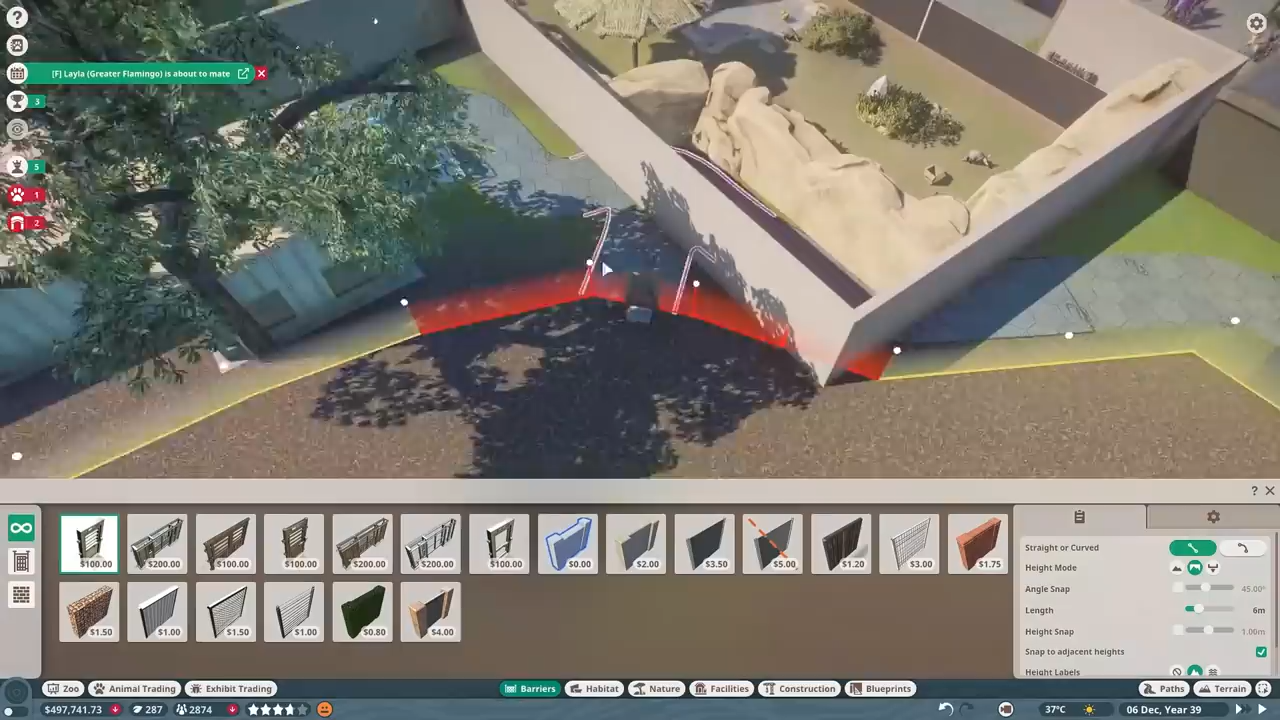 ?
[F] Layla (Greater Flamingo) is about to mate
3
5
1
2
?
$100.00
$200.00
$100.00
$100.00
$200.00
$200.00
$100.00
$0.00
$2.00
$3.50
$5.00
$1.20
$3.00
$1.75
$1.50
$1.00
$1.50
$1.00
$0.80
$4.00
Straight or Curved
Height Mode
Angle Snap 45.00°
Length 6m
Height Snap 1.00m
Snap to adjacent heights
Height Labels
Zoo
Animal Trading
Exhibit Trading
Barriers
Habitat
Nature
Facilities
Construction
Blueprints
Paths
Terrain
$497,741.73
287
2874
37°C
06 Dec, Year 39